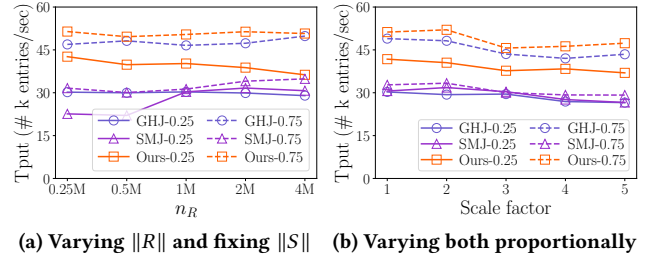 Tput (# k entries/sec)
60
45
30
15
0
GHJ-0.25
SMJ-0.25
Ours-0.25
GHJ-0.75
SMJ-0.75
Ours-0.75
0.25M 0.5M 1M 2M 4M
n_R
(a) Varying ‖R‖ and fixing ‖S‖
Tput (# k entries/sec)
60
45
30
15
0
GHJ-0.25
SMJ-0.25
Ours-0.25
GHJ-0.75
SMJ-0.75
Ours-0.75
1 2 3 4 5
Scale factor
(b) Varying both proportionally